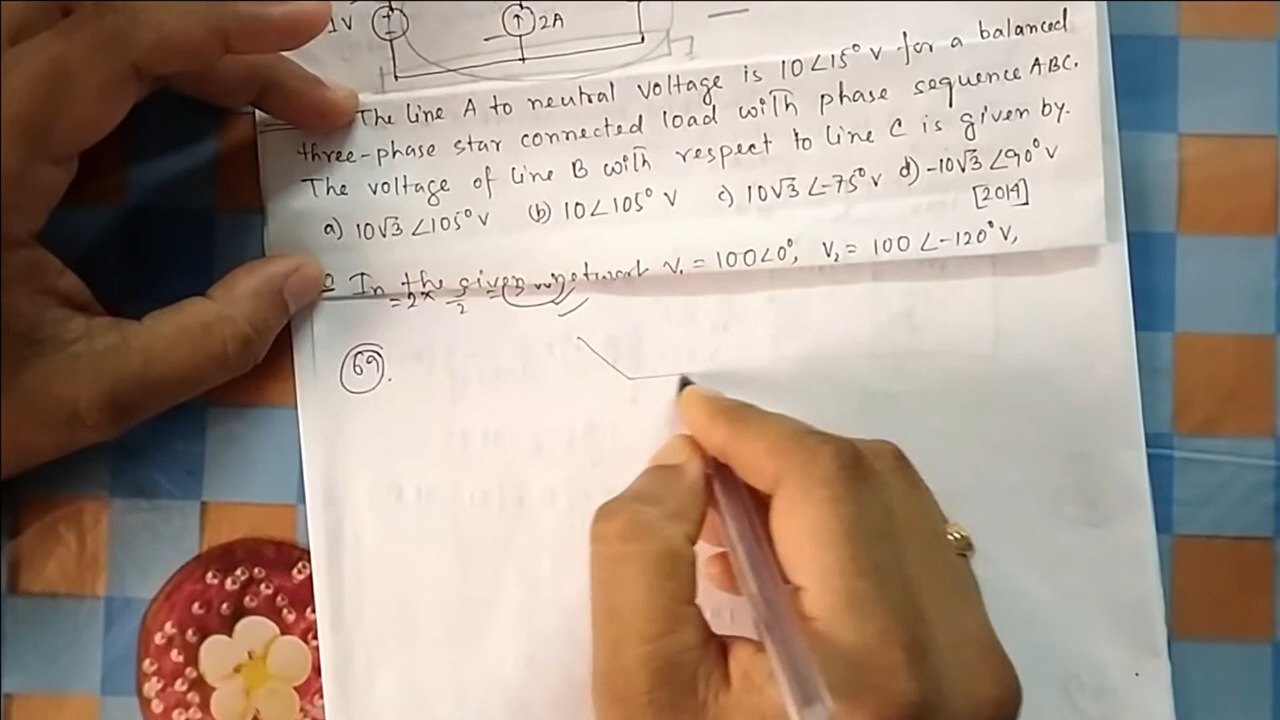 1V 2A
The line A to neutral voltage is 10∠15° V for a balanced
three-phase star connected load with phase sequence ABC.
The voltage of line B with respect to line C is given by.
a) 10√3 ∠105° V (b) 10∠105° V c) 10√3 ∠-75° V d) -10√3 ∠90° V
[2014]
In the given network V₁ = 100∠0°, V₂ = 100∠-120° V,
= 2×
2
69.